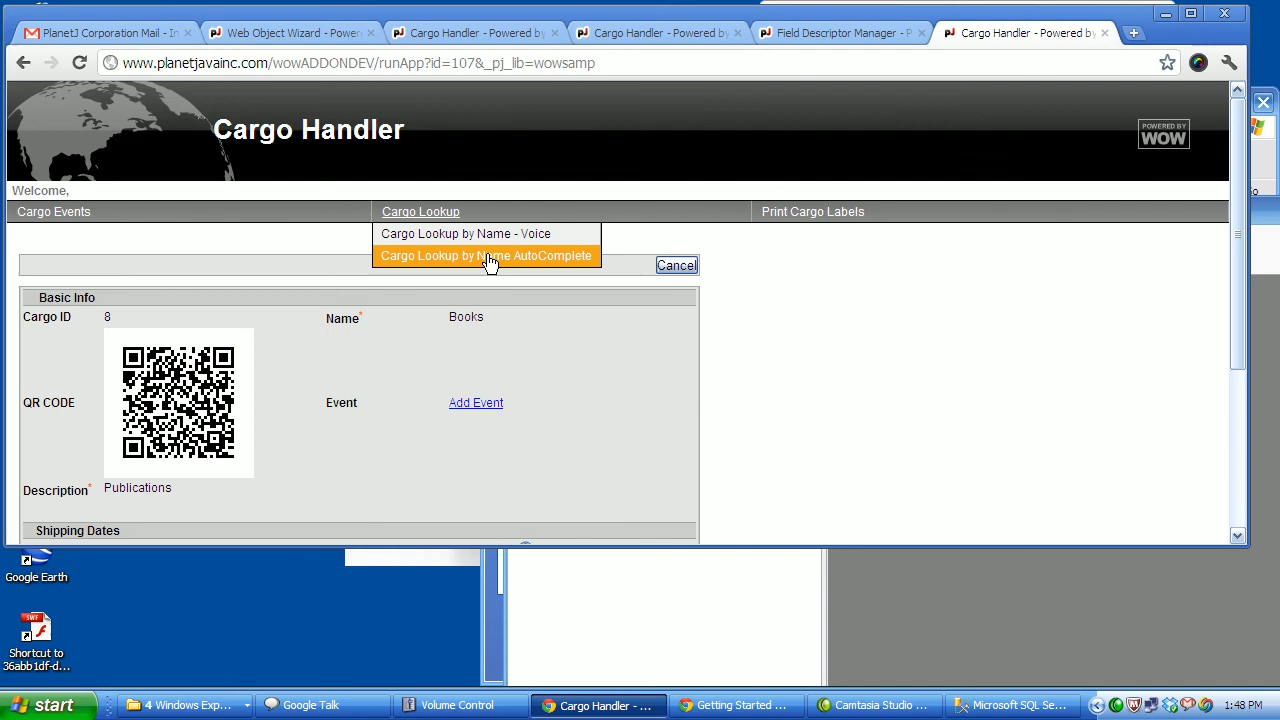 PlanetJ Corporation Mail - In
Web Object Wizard - Power
Cargo Handler - Powered by
Cargo Handler - Powered by
Field Descriptor Manager - P
Cargo Handler - Powered by
www.planetjavainc.com/wowADDONDEV/runApp?id=107&_pj_lib=wowsamp
Cargo Handler
POWERED BY
WOW
Welcome,
Cargo Events
Cargo Lookup
Print Cargo Labels
Cargo Lookup by Name - Voice
Cargo Lookup by Name AutoComplete
Cancel
Basic Info
Cargo ID 8 Name* Books
QR CODE Event Add Event
Description* Publications
Shipping Dates
Google Earth
SWF
Shortcut to
36abb1df-d...
start
4 Windows Exp...
Google Talk
Volume Control
Cargo Handler - ...
Getting Started ...
Camtasia Studio ...
Microsoft SQL Se...
1:48 PM